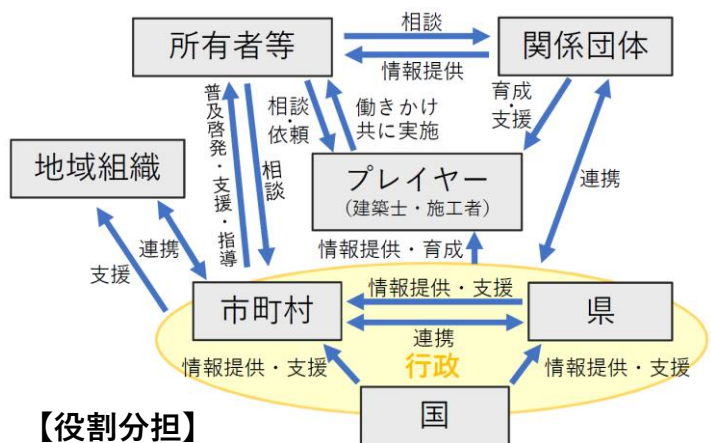 相談
所有者等
関係団体
情報提供
普及啓発・支援・指導
相談
相談・依頼
働きかけ
共に実施
育成・支援
地域組織
プレイヤー
（建築士・施工者）
連携
支援
連携
情報提供・育成
市町村
情報提供・支援
県
連携
行政
情報提供・支援
情報提供・支援
国
【役割分担】